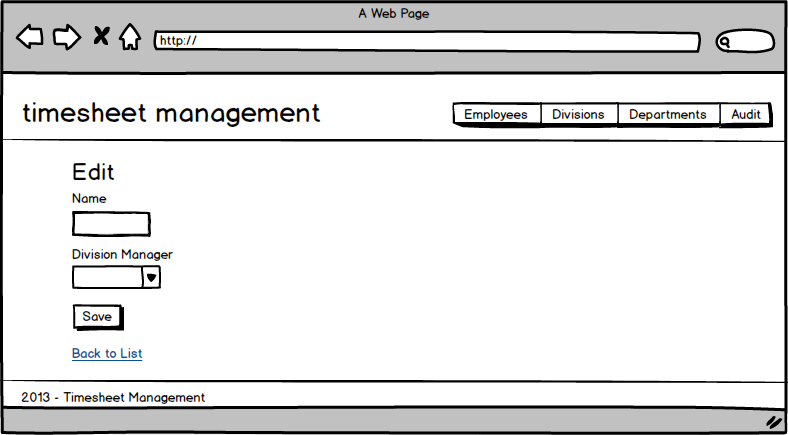 A Web Page
http://
timesheet management
Employees Divisions Departments Audit
Edit
Name
Division Manager
Save
Back to List
2013 - Timesheet Management